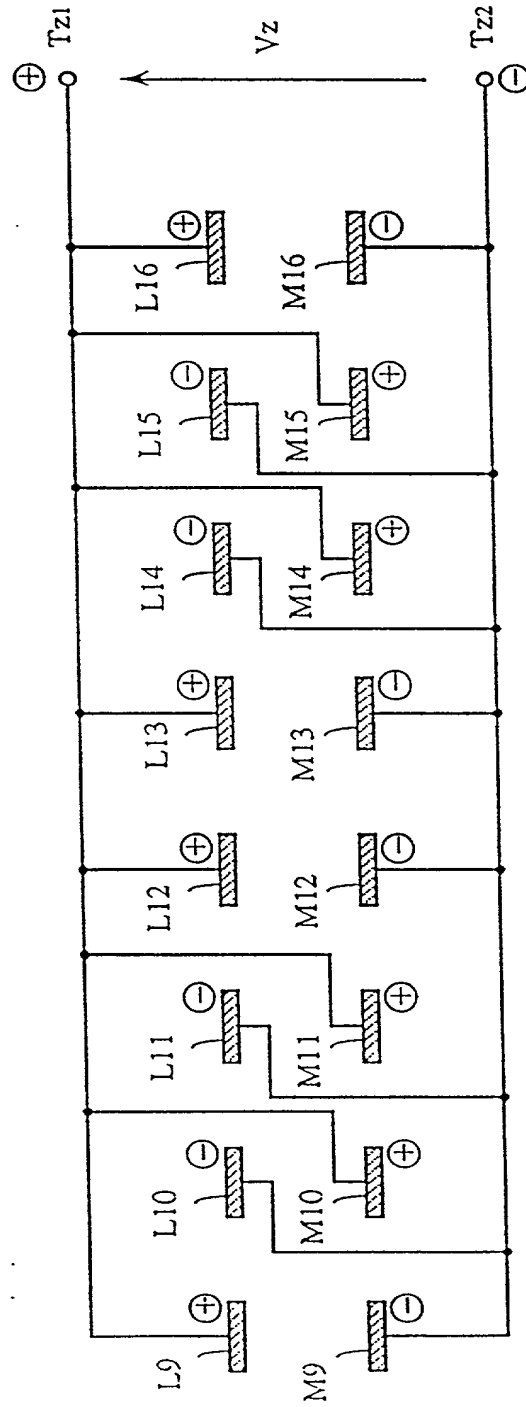 ⊕ Tz1
Vz
⊖ Tz2
L9 ⊕
L10 ⊖
L11 ⊖
L12 ⊕
L13 ⊕
L14 ⊖
L15 ⊖
L16 ⊕
M9 ⊖
M10 ⊕
M11 ⊕
M12 ⊖
M13 ⊖
M14 ⊕
M15 ⊕
M16 ⊖